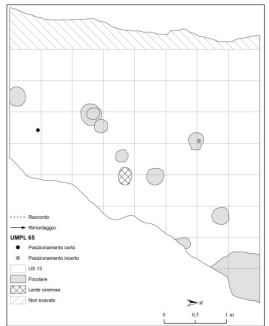 Raccordo
Rimontaggio
UMPL 65
Posizionamento certo
Posizionamento incerto
US 13
Focolare
Lente cinerosa
Non scavato
N
0 0,5 1 m